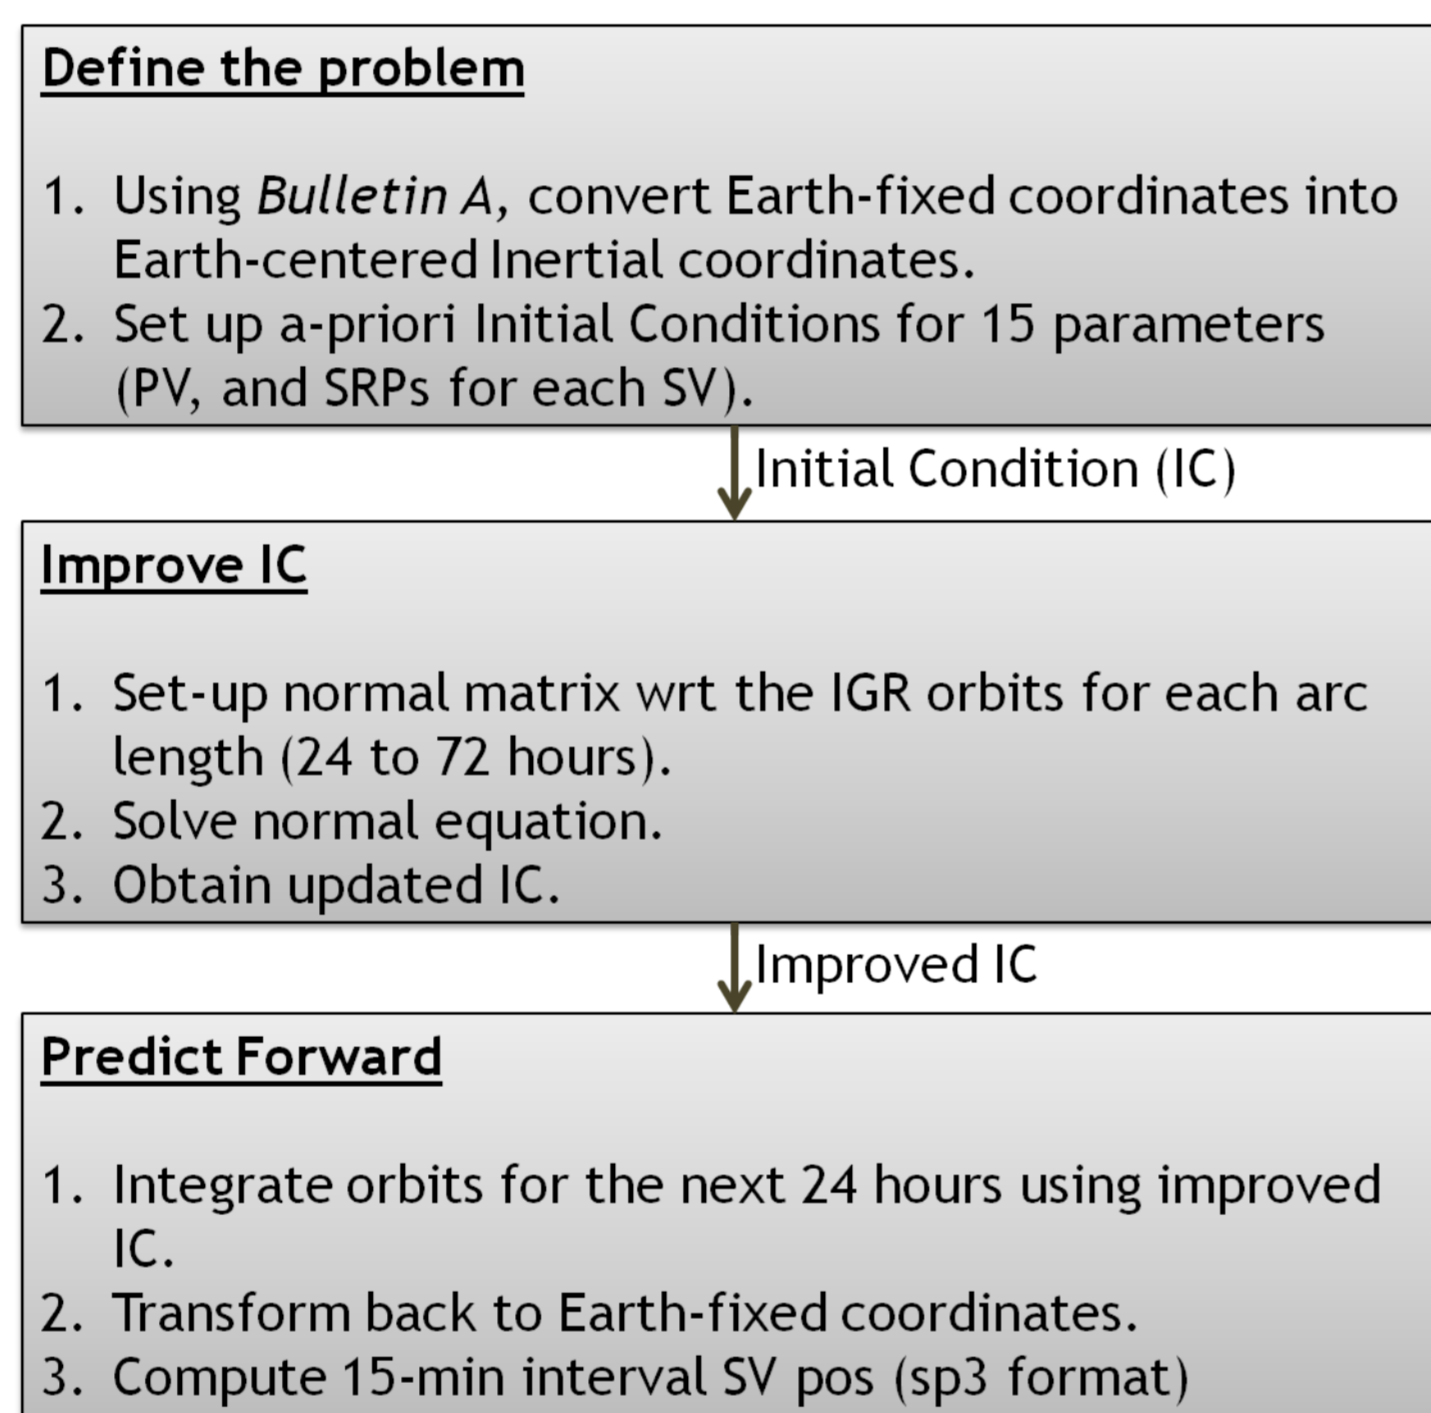 Define the problem
1. Using Bulletin A, convert Earth-fixed coordinates into
Earth-centered Inertial coordinates.
2. Set up a-priori Initial Conditions for 15 parameters
(PV, and SRPs for each SV).
Initial Condition (IC)
Improve IC
1. Set-up normal matrix wrt the IGR orbits for each arc
length (24 to 72 hours).
2. Solve normal equation.
3. Obtain updated IC.
Improved IC
Predict Forward
1. Integrate orbits for the next 24 hours using improved
IC.
2. Transform back to Earth-fixed coordinates.
3. Compute 15-min interval SV pos (sp3 format)